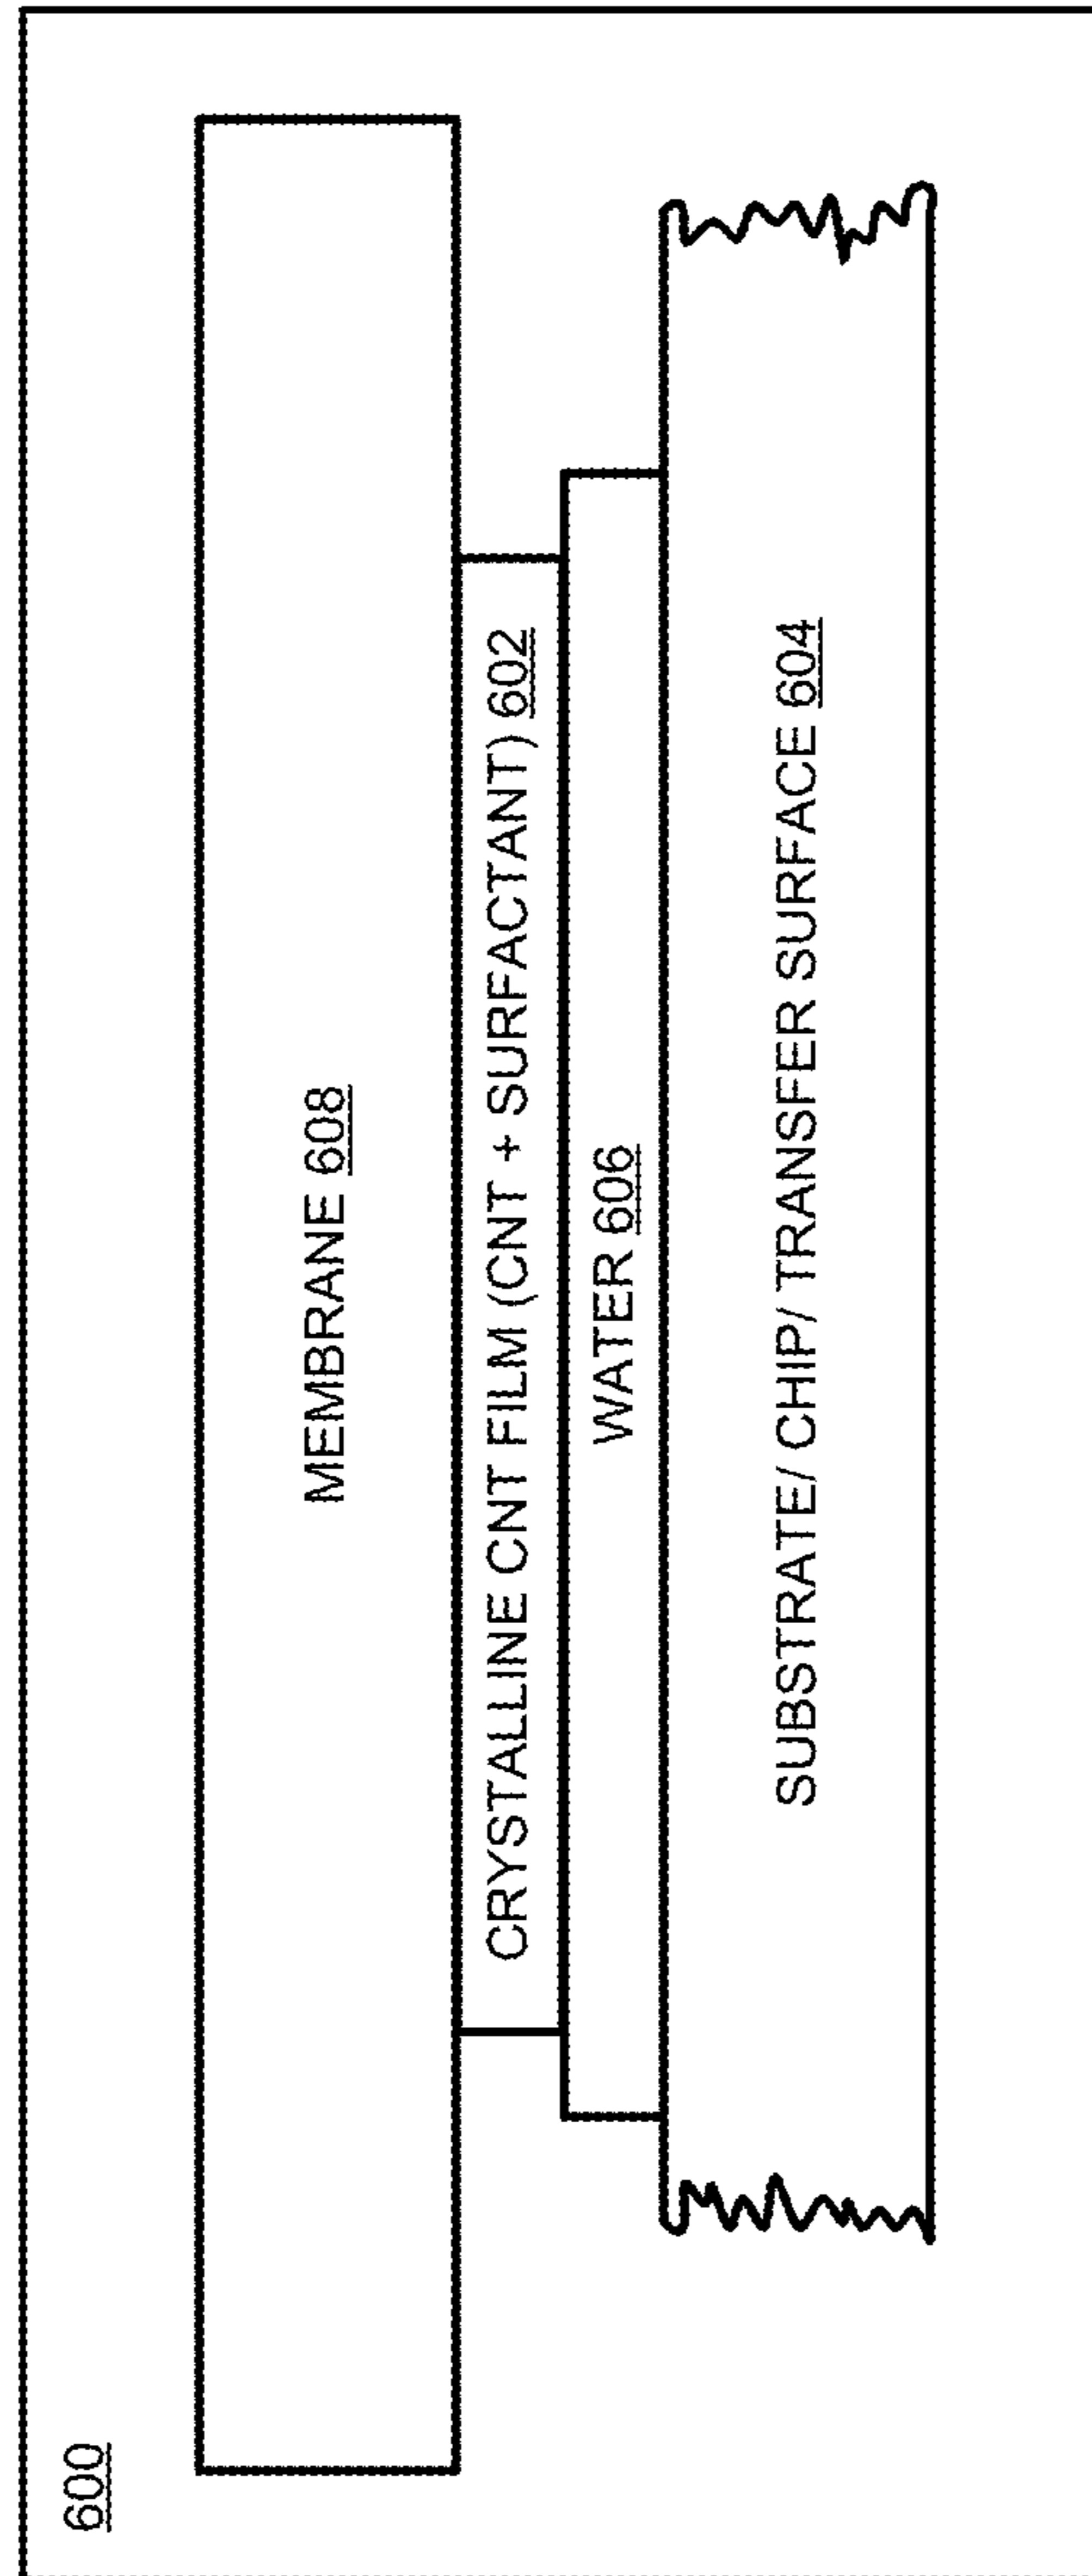 600
MEMBRANE 608
CRYSTALLINE CNT FILM (CNT + SURFACTANT) 602
WATER 606
SUBSTRATE/ CHIP/ TRANSFER SURFACE 604